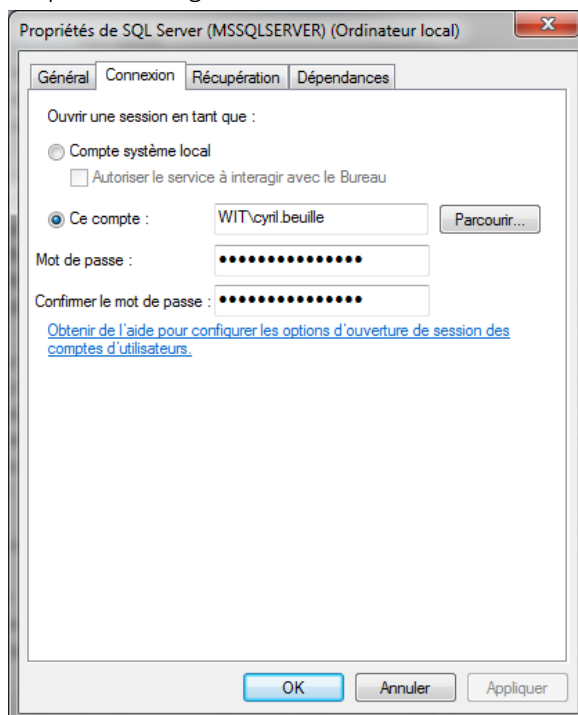 Propriétés de SQL Server (MSSQLSERVER) (Ordinateur local)
Général Connexion Récupération Dépendances
Ouvrir une session en tant que :
Compte système local
Autoriser le service à interagir avec le Bureau
Ce compte : WIT\cyril.beuille Parcourir...
Mot de passe : •••••••••••••••
Confirmer le mot de passe : •••••••••••••••
Obtenir de l'aide pour configurer les options d'ouverture de session des
comptes d'utilisateurs.
OK Annuler Appliquer